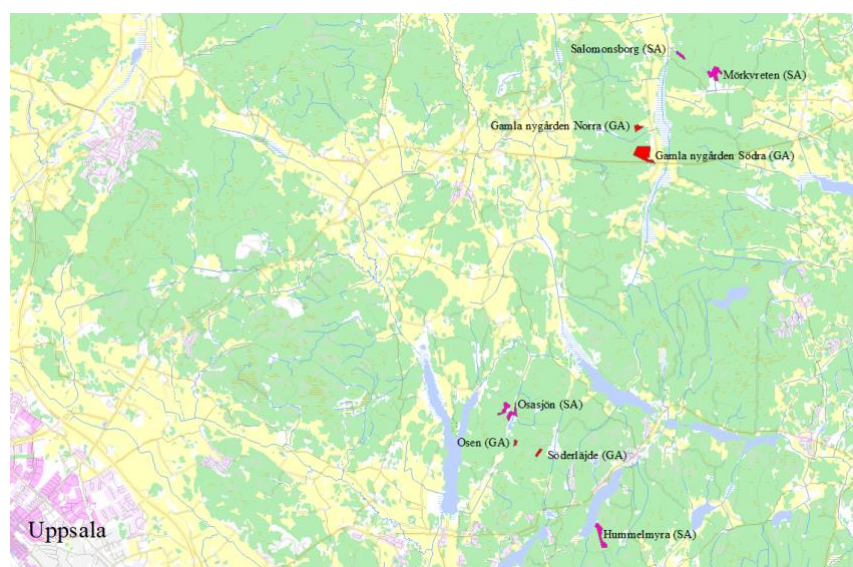 Salomonsborg (SA)
Mörkvreten (SA)
Gamla nygården Norra (GA)
Gamla nygården Södra (GA)
Osasjön (SA)
Osen (GA)
Söderläjde (GA)
Uppsala
Hummelmyra (SA)